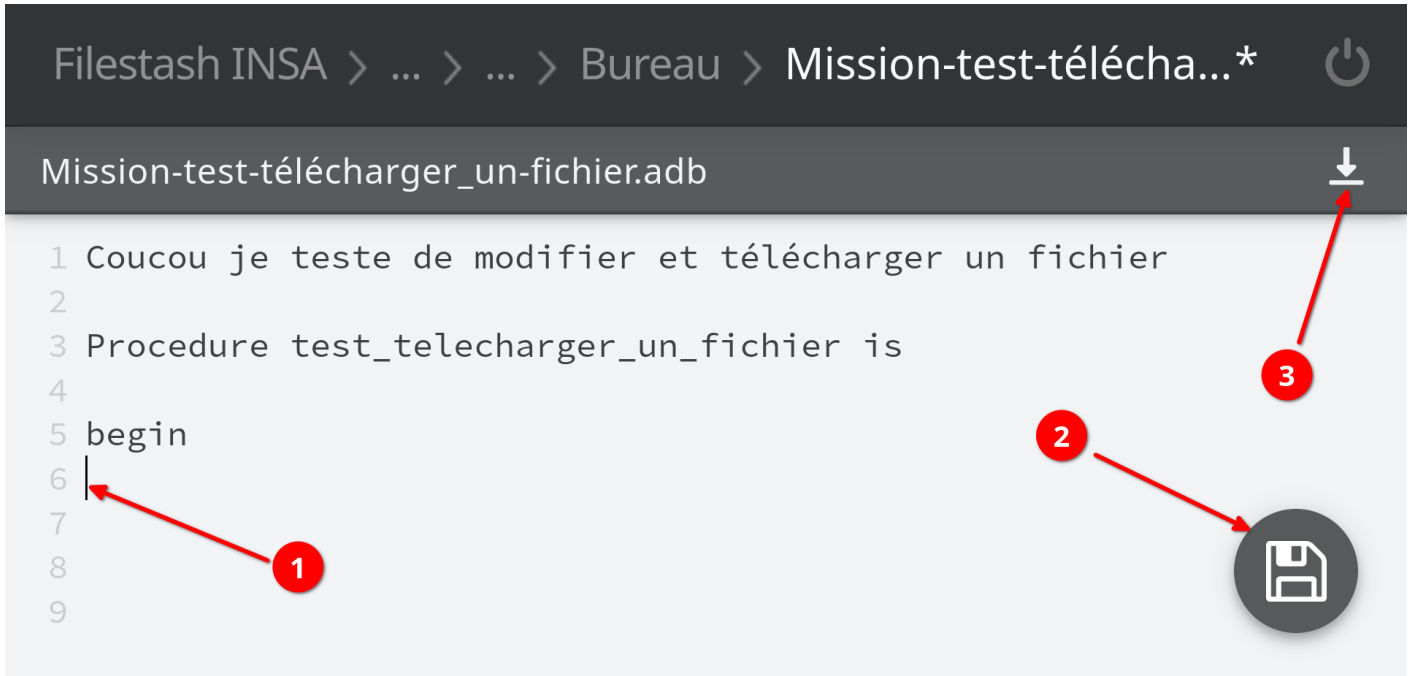 Filestash INSA > ... > ... > Bureau > Mission-test-télécha...*
Mission-test-télécharger_un-fichier.adb
1 Coucou je teste de modifier et télécharger un fichier
2
3 Procedure test_telecharger_un_fichier is
4
5 begin
6
7
8
9
1
2
3